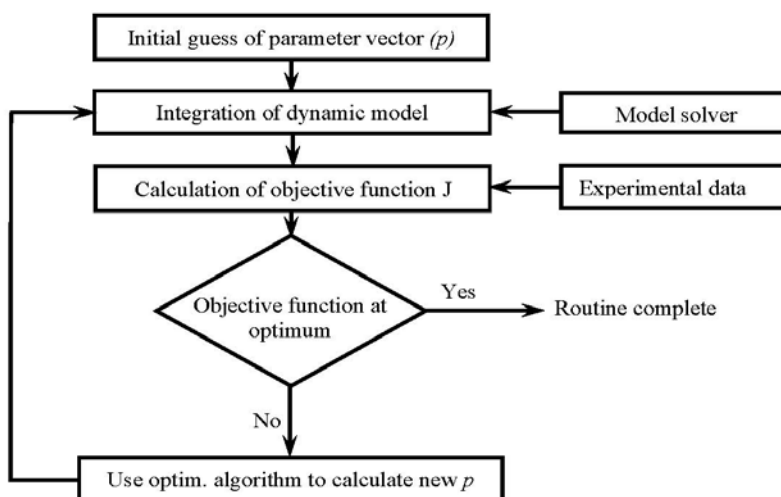 Initial guess of parameter vector (p)
Integration of dynamic model
Model solver
Calculation of objective function J
Experimental data
Objective function at
optimum
Yes
Routine complete
No
Use optim. algorithm to calculate new p